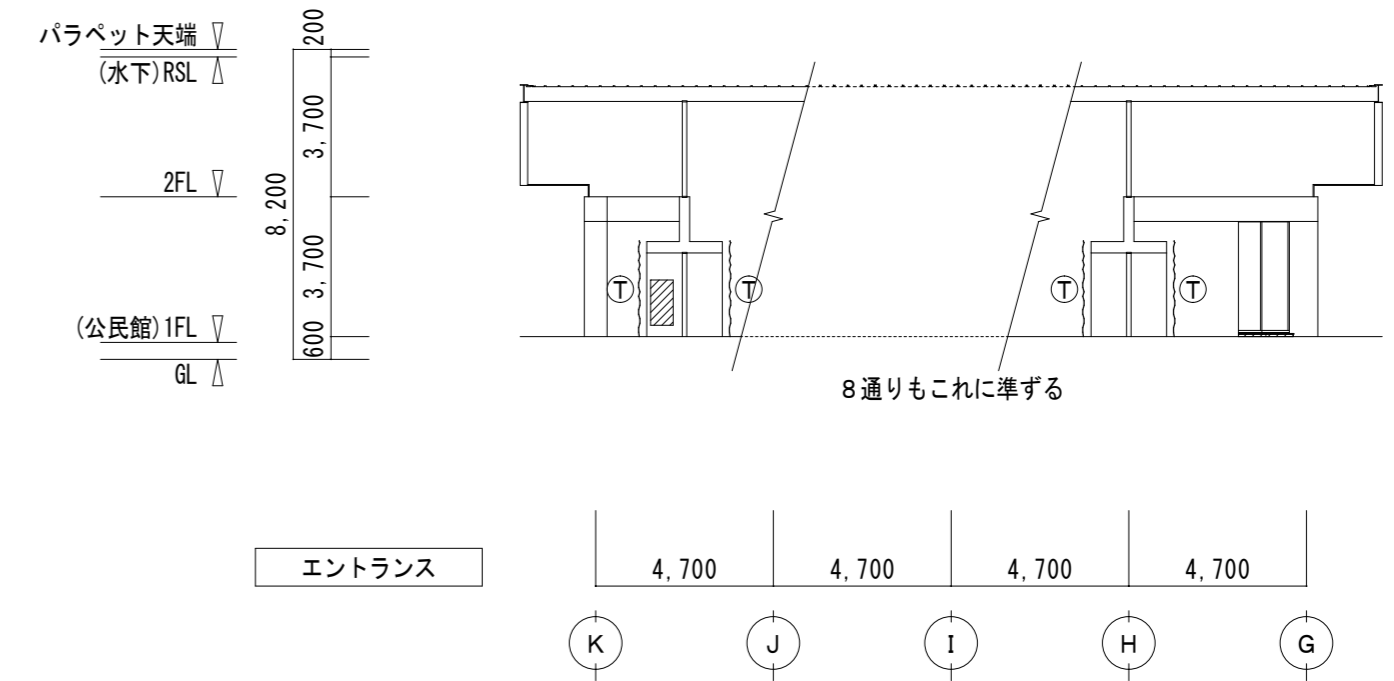 パラペット天端
(水下)RSL
2FL
(公民館)1FL
GL
200
3,700
8,200
3,700
600
T
T
T
T
8通りもこれに準ずる
エントランス
4,700
4,700
4,700
4,700
K
J
I
H
G